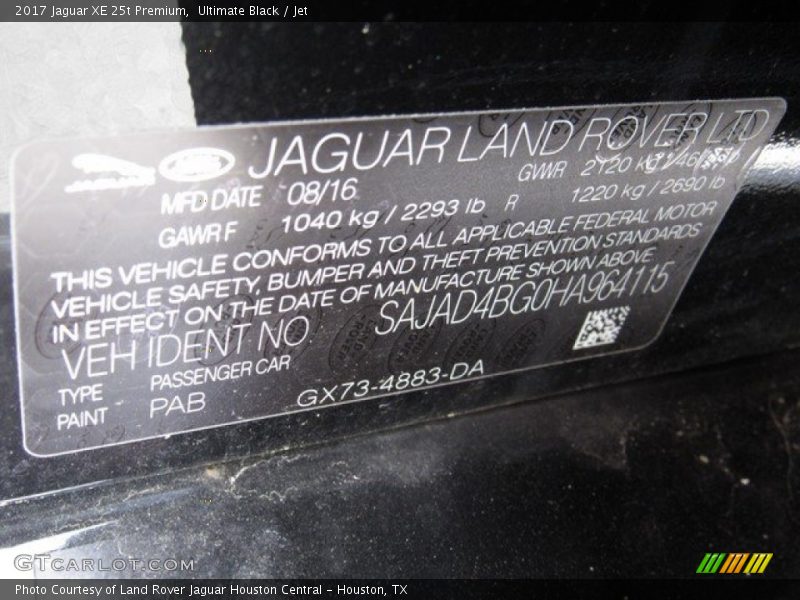 2017 Jaguar XE 25t Premium,  Ultimate Black / Jet
JAGUAR LAND ROVER LTD
MFD DATE 08/16 GWWR 2120 kg
GAWR F 1040 kg / 2293 lb R 1220 kg / 2690 lb
THIS VEHICLE CONFORMS TO ALL APPLICABLE FEDERAL MOTOR
VEHICLE SAFETY, BUMPER AND THEFT PREVENTION STANDARDS
IN EFFECT ON THE DATE OF MANUFACTURE SHOWN ABOVE
VEH IDENT NO SAJAD4BG0HA964115
TYPE PASSENGER CAR
PAINT PAB GX73-4883-DA
GTCARLOT.COM
Photo Courtesy of Land Rover Jaguar Houston Central – Houston, TX